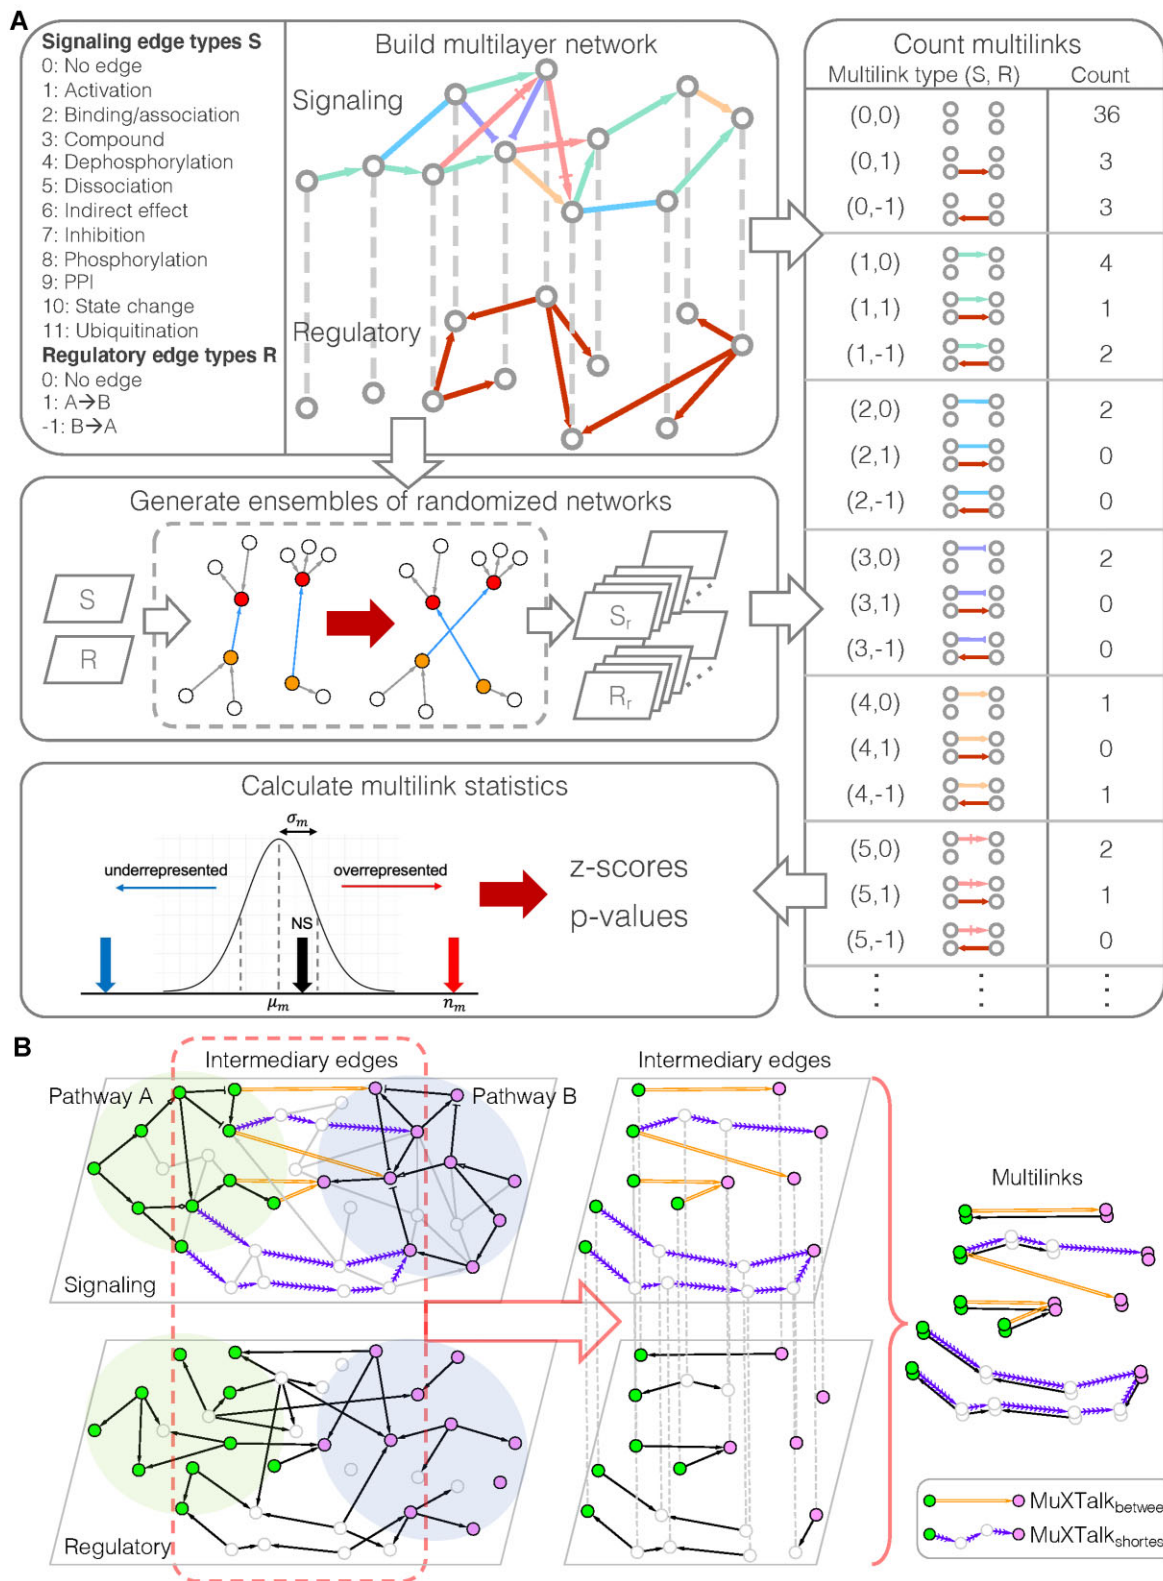 A
Signaling edge types S
0: No edge
1: Activation
2: Binding/association
3: Compound
4: Dephosphorylation
5: Dissociation
6: Indirect effect
7: Inhibition
8: Phosphorylation
9: PPI
10: State change
11: Ubiquitination
Regulatory edge types R
0: No edge
1: A→B
-1: B→A
Build multilayer network
Signaling
Regulatory
Count multilinks
Multilink type (S, R) Count
(0,0) 36
(0,1) 3
(0,-1) 3
(1,0) 4
(1,1) 1
(1,-1) 2
(2,0) 2
(2,1) 0
(2,-1) 0
(3,0) 2
(3,1) 0
(3,-1) 0
(4,0) 1
(4,1) 0
(4,-1) 1
(5,0) 2
(5,1) 1
(5,-1) 0
Generate ensembles of randomized networks
S
R
Sr
Rr
Calculate multilink statistics
σm
underrepresented
overrepresented
NS
μm
nm
z-scores
p-values
B
Intermediary edges
Pathway A
Pathway B
Signaling
Regulatory
Intermediary edges
Multilinks
MuXTalkbetween
MuXTalkshortes